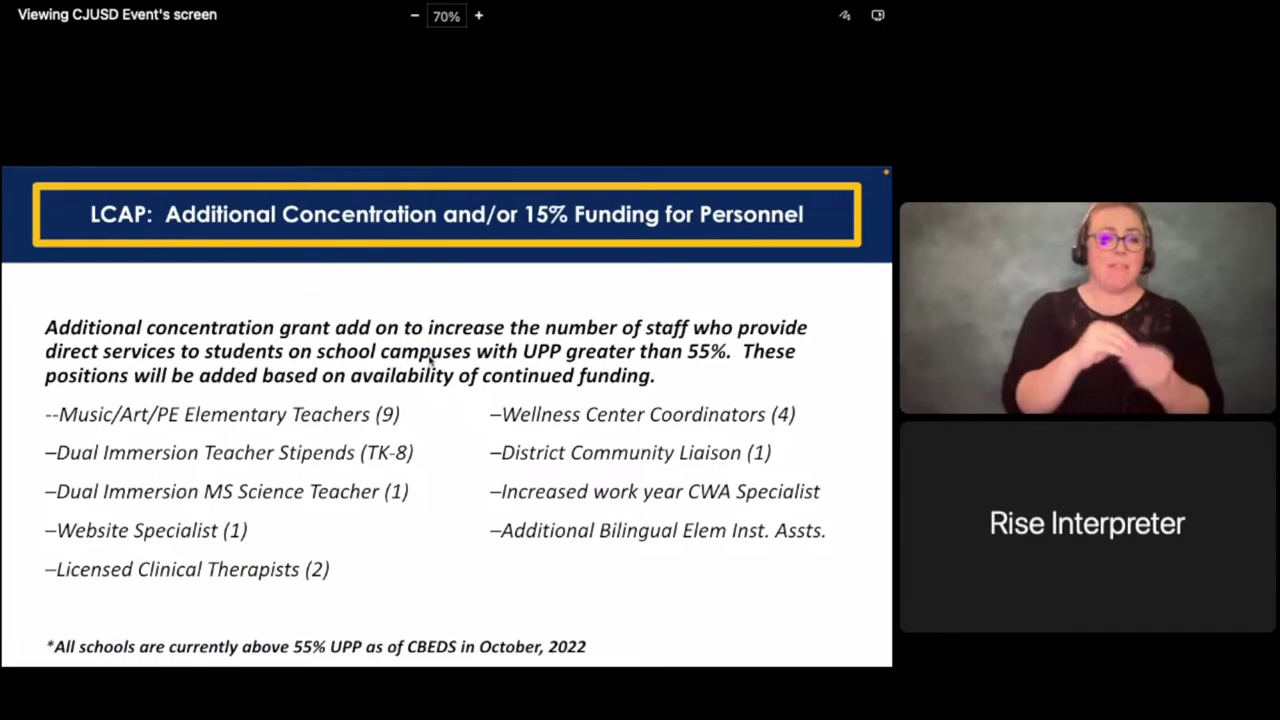 Viewing CJUSD Event's screen
− 70% +
LCAP: Additional Concentration and/or 15% Funding for Personnel
Additional concentration grant add on to increase the number of staff who provide
direct services to students on school campuses with UPP greater than 55%. These
positions will be added based on availability of continued funding.
--Music/Art/PE Elementary Teachers (9)
–Dual Immersion Teacher Stipends (TK-8)
–Dual Immersion MS Science Teacher (1)
–Website Specialist (1)
–Licensed Clinical Therapists (2)
–Wellness Center Coordinators (4)
–District Community Liaison (1)
–Increased work year CWA Specialist
–Additional Bilingual Elem Inst. Assts.
*All schools are currently above 55% UPP as of CBEDS in October, 2022
Rise Interpreter